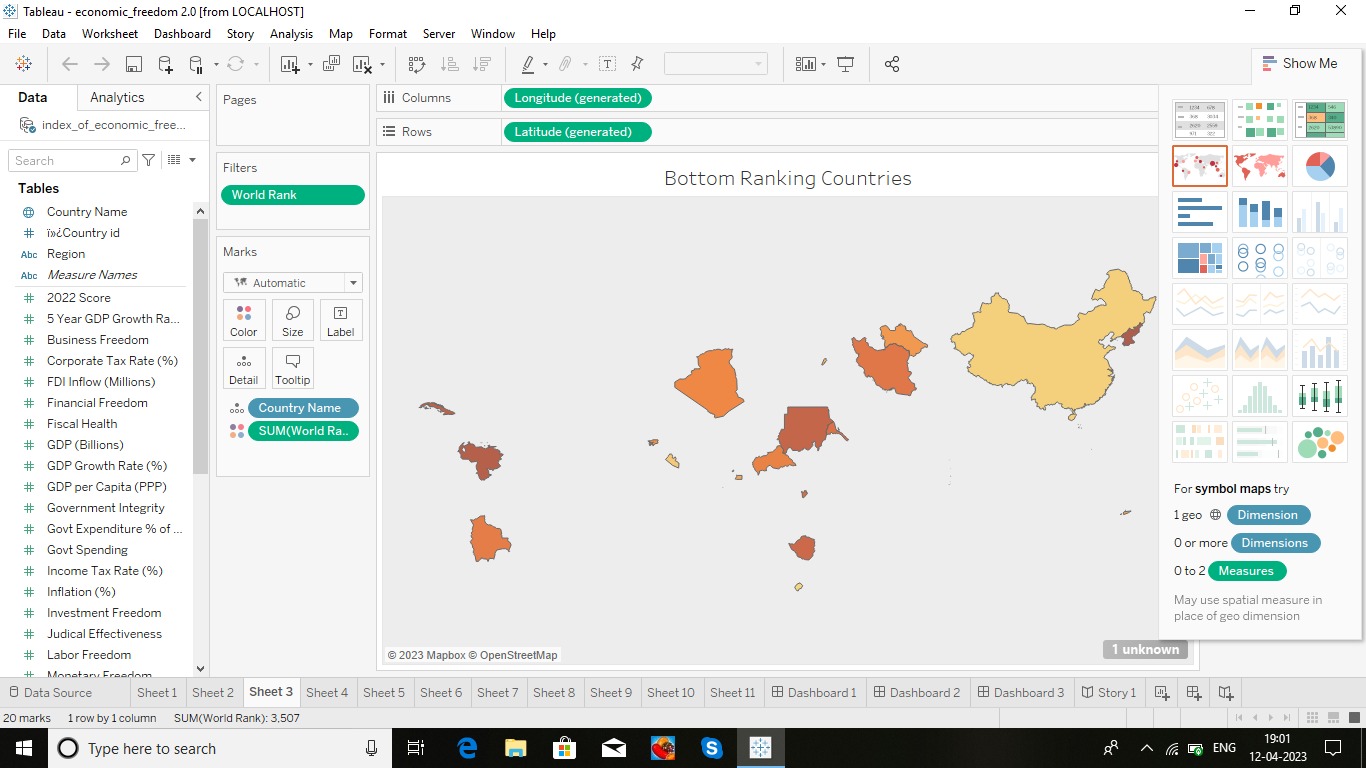 Tableau - economic_freedom 2.0 [from LOCALHOST]
File Data Worksheet Dashboard Story Analysis Map Format Server Window Help
Show Me
Data Analytics
index_of_economic_free...
Search
Tables
Country Name
ï»¿Country id
Abc Region
Abc Measure Names
2022 Score
5 Year GDP Growth Ra...
Business Freedom
Corporate Tax Rate (%)
FDI Inflow (Millions)
Financial Freedom
Fiscal Health
GDP (Billions)
GDP Growth Rate (%)
GDP per Capita (PPP)
Government Integrity
Govt Expenditure % of ...
Govt Spending
Income Tax Rate (%)
Inflation (%)
Investment Freedom
Judical Effectiveness
Labor Freedom
Monetary Freedom
Pages
Filters
World Rank
Marks
Automatic
Color Size Label
Detail Tooltip
Country Name
SUM(World Ra..
Columns Longitude (generated)
Rows Latitude (generated)
Bottom Ranking Countries
© 2023 Mapbox © OpenStreetMap
1 unknown
For symbol maps try
1 geo Dimension
0 or more Dimensions
0 to 2 Measures
May use spatial measure in
place of geo dimension
Data Source Sheet 1 Sheet 2 Sheet 3 Sheet 4 Sheet 5 Sheet 6 Sheet 7 Sheet 8 Sheet 9 Sheet 10 Sheet 11 Dashboard 1 Dashboard 2 Dashboard 3 Story 1
20 marks 1 row by 1 column SUM(World Rank): 3.507
Type here to search
ENG
19:01
12-04-2023